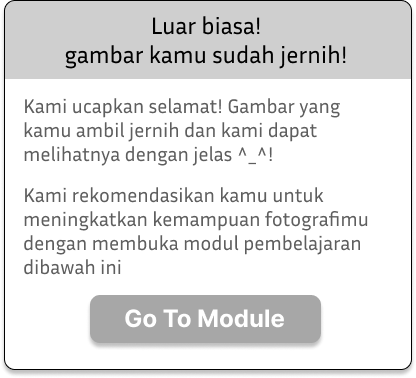 Luar biasa!
gambar kamu sudah jernih!
Kami ucapkan selamat! Gambar yang
kamu ambil jernih dan kami dapat
melihatnya dengan jelas ^_^!
Kami rekomendasikan kamu untuk
meningkatkan kemampuan fotografimu
dengan membuka modul pembelajaran
dibawah ini
Go To Module